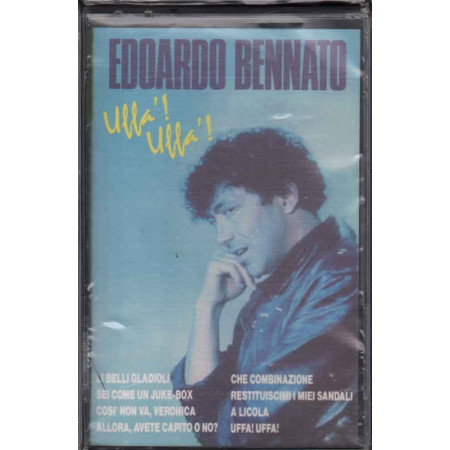 EDOARDO BENNATO
Uffa'!
Uffa'!
LI BELLI GLADIOLI
SEI COME UN JUKE-BOX
COSI' NON VA, VERONICA
ALLORA, AVETE CAPITO O NO?
CHE COMBINAZIONE
RESTITUISCIMI I MIEI SANDALI
A LICOLA
UFFA! UFFA!